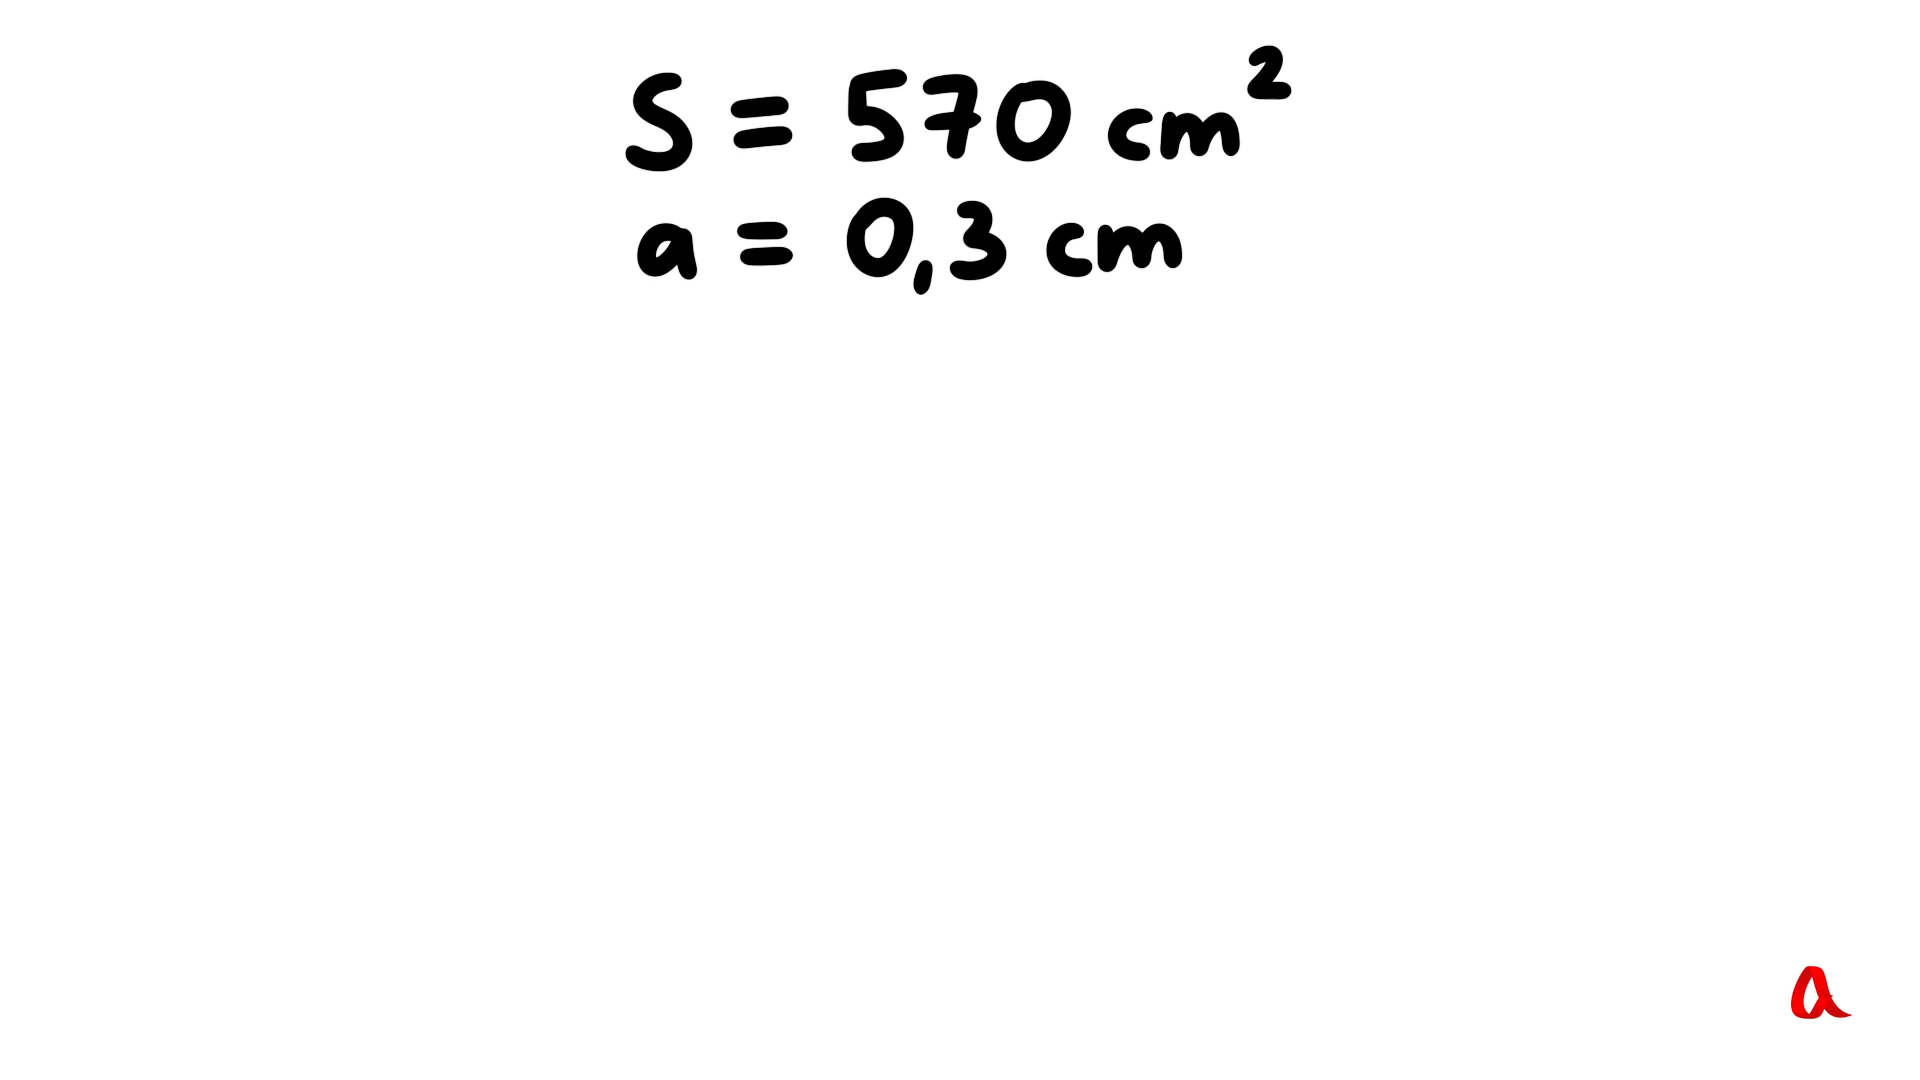 S = 570 cm²
a = 0,3 cm
a